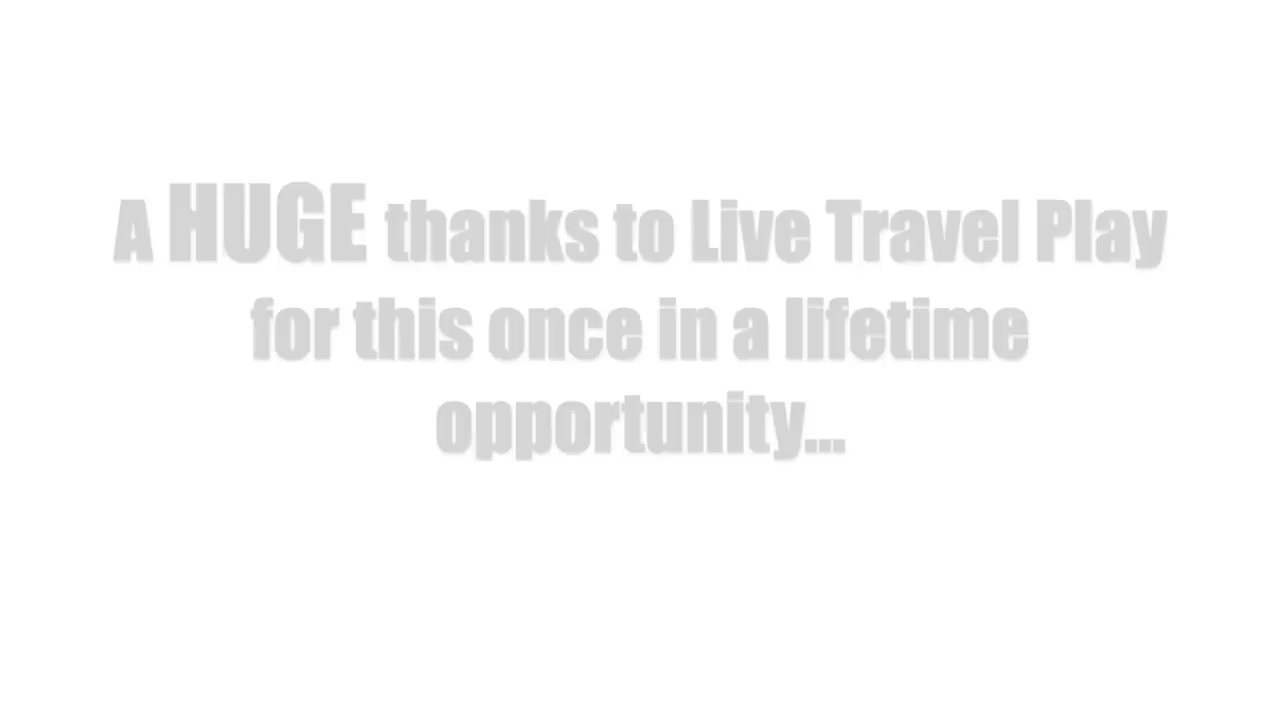 A HUGE thanks to Live Travel Play
for this once in a lifetime
opportunity...